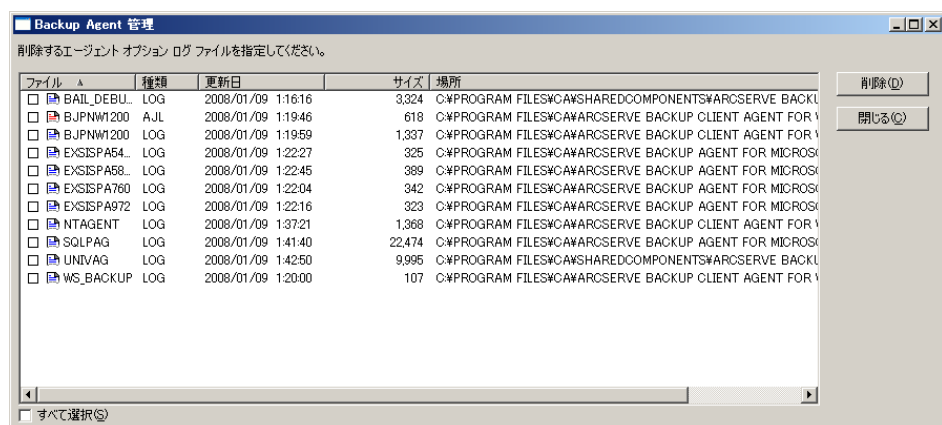 Backup Agent 管理
削除するエージェント オプション ログ ファイルを指定してください。
ファイル 種類 更新日 サイズ 場所
BAIL_DEBU... LOG 2008/01/09 1:16:16 3,324 C:¥PROGRAM FILES¥CA¥SHAREDCOMPONENTS¥ARCSERVE BACKU
BJPNW1200 AJL 2008/01/09 1:19:46 618 C:¥PROGRAM FILES¥CA¥ARCSERVE BACKUP CLIENT AGENT FOR
BJPNW1200 LOG 2008/01/09 1:19:59 1,337 C:¥PROGRAM FILES¥CA¥ARCSERVE BACKUP CLIENT AGENT FOR
EXSISPA54... LOG 2008/01/09 1:22:27 325 C:¥PROGRAM FILES¥CA¥ARCSERVE BACKUP AGENT FOR MICROS
EXSISPA58... LOG 2008/01/09 1:22:45 389 C:¥PROGRAM FILES¥CA¥ARCSERVE BACKUP AGENT FOR MICROS
EXSISPA760 LOG 2008/01/09 1:22:04 342 C:¥PROGRAM FILES¥CA¥ARCSERVE BACKUP AGENT FOR MICROS
EXSISPA972 LOG 2008/01/09 1:22:16 323 C:¥PROGRAM FILES¥CA¥ARCSERVE BACKUP AGENT FOR MICROS
NTAGENT LOG 2008/01/09 1:37:21 1,368 C:¥PROGRAM FILES¥CA¥ARCSERVE BACKUP CLIENT AGENT FOR
SQLPAG LOG 2008/01/09 1:41:40 22,474 C:¥PROGRAM FILES¥CA¥ARCSERVE BACKUP AGENT FOR MICROS
UNIVAG LOG 2008/01/09 1:42:50 9,995 C:¥PROGRAM FILES¥CA¥SHAREDCOMPONENTS¥ARCSERVE BACKU
WS_BACKUP LOG 2008/01/09 1:20:00 107 C:¥PROGRAM FILES¥CA¥ARCSERVE BACKUP CLIENT AGENT FOR
削除(D)
閉じる(C)
すべて選択(S)